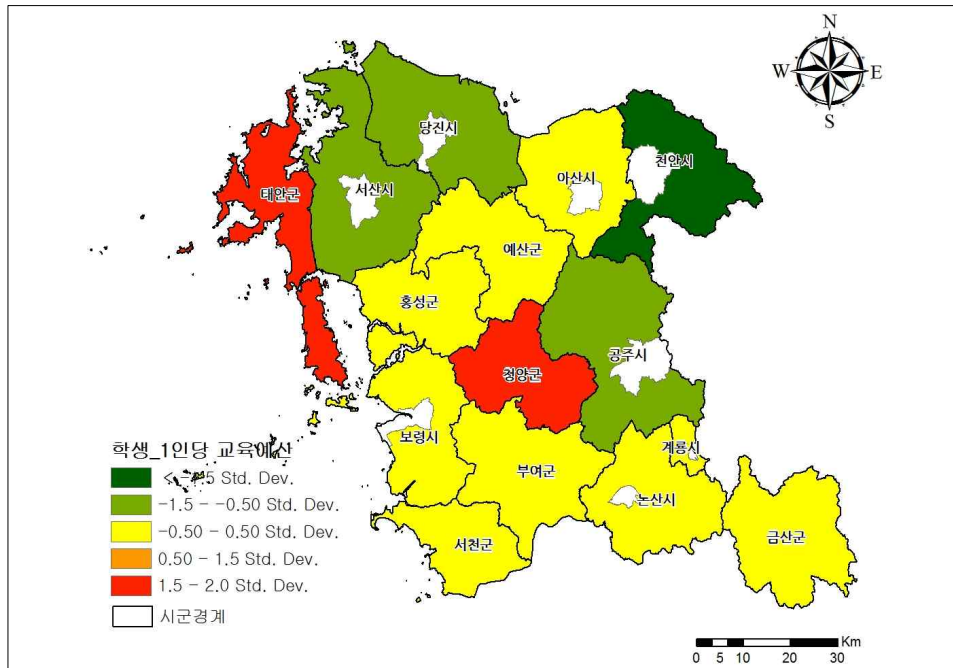 N
W E
S
당진시
천안시
아산시
서산시
태안군
예산군
홍성군
공주시
청양군
보령시
계룡시
부여군
논산시
서천군
금산군
학생_1인당 교육예산
5 Std. Dev.
-1.5 - -0.50 Std. Dev.
-0.50 - 0.50 Std. Dev.
0.50 - 1.5 Std. Dev.
1.5 - 2.0 Std. Dev.
시군경계
Km
0 5 10 20 30